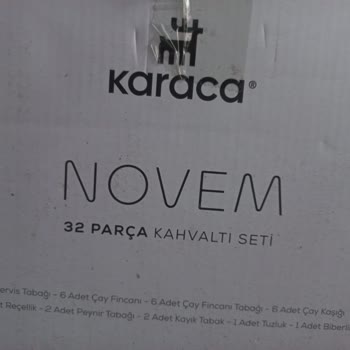 karaca®
NOVEM
32 PARÇA KAHVALTI SETİ
Tabağı - 6 Adet Çay Fincanı - 6 Adet Çay Fincanı Tabağı - 6 Adet Çay Kaşığı
Reçellik - 2 Adet Peynir Tabağı - 2 Adet Kayık Tabak - 1 Adet Tuzluk - 1 Adet